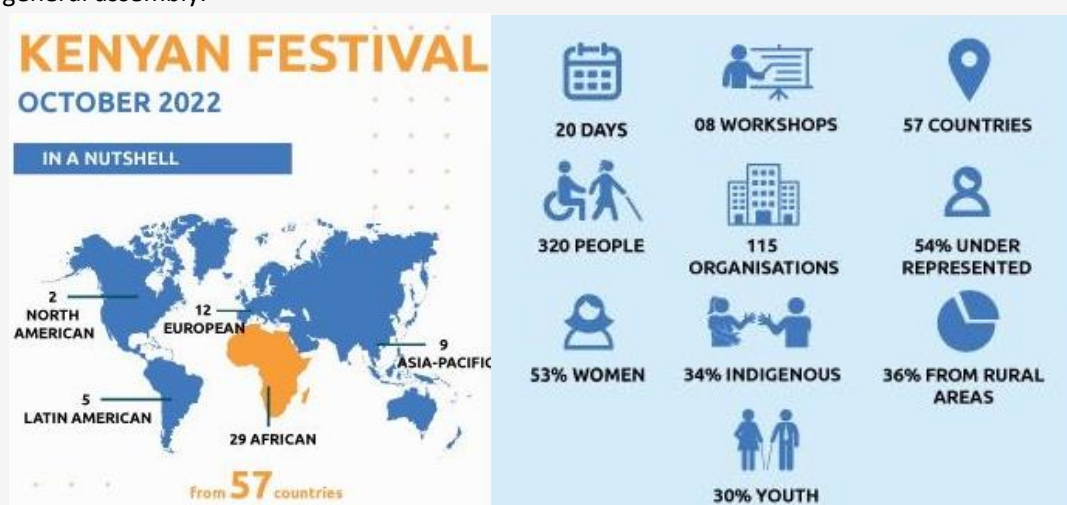 general assembly.
KENYAN FESTIVAL
OCTOBER 2022
IN A NUTSHELL
2
NORTH
AMERICAN
12
EUROPEAN
9
ASIA-PACIFIC
5
LATIN AMERICAN
29 AFRICAN
from 57 countries
20 DAYS
08 WORKSHOPS
57 COUNTRIES
320 PEOPLE
115
ORGANISATIONS
54% UNDER
REPRESENTED
53% WOMEN
34% INDIGENOUS
36% FROM RURAL
AREAS
30% YOUTH